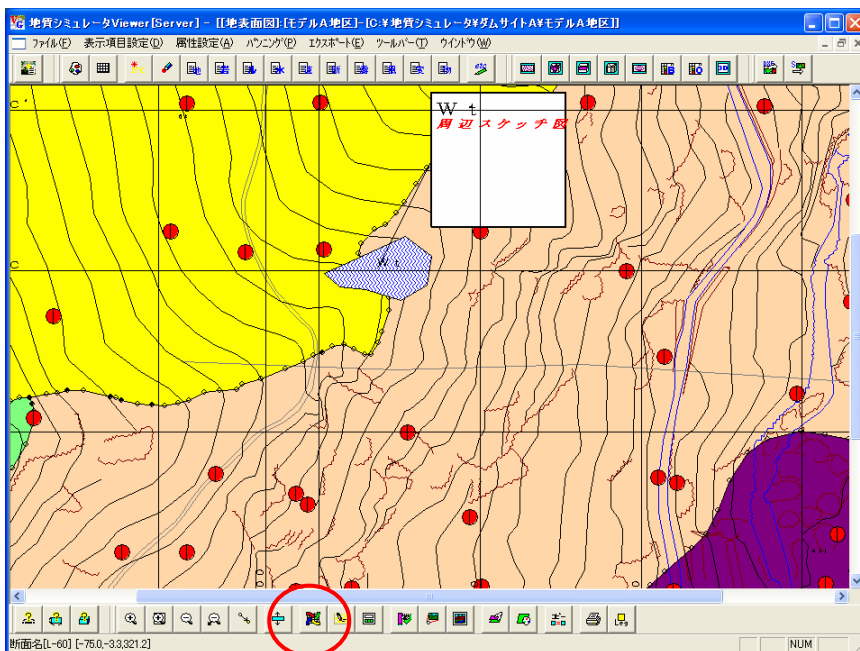 地質シミュレータViewer[Server] - [[地表面図]:[モデルA地区]-[C:¥地質シミュレータ¥ダムサイトA¥モデルA地区]]
ファイル(F) 表示項目設定(D) 属性設定(A) パンニング(P) エクスポート(E) ツールバー(T) ウインドウ(W)
C'
W t
周辺スケッチ図
C
W t
断面名[L-60] [-75.0,-3.3,321.2]
NUM